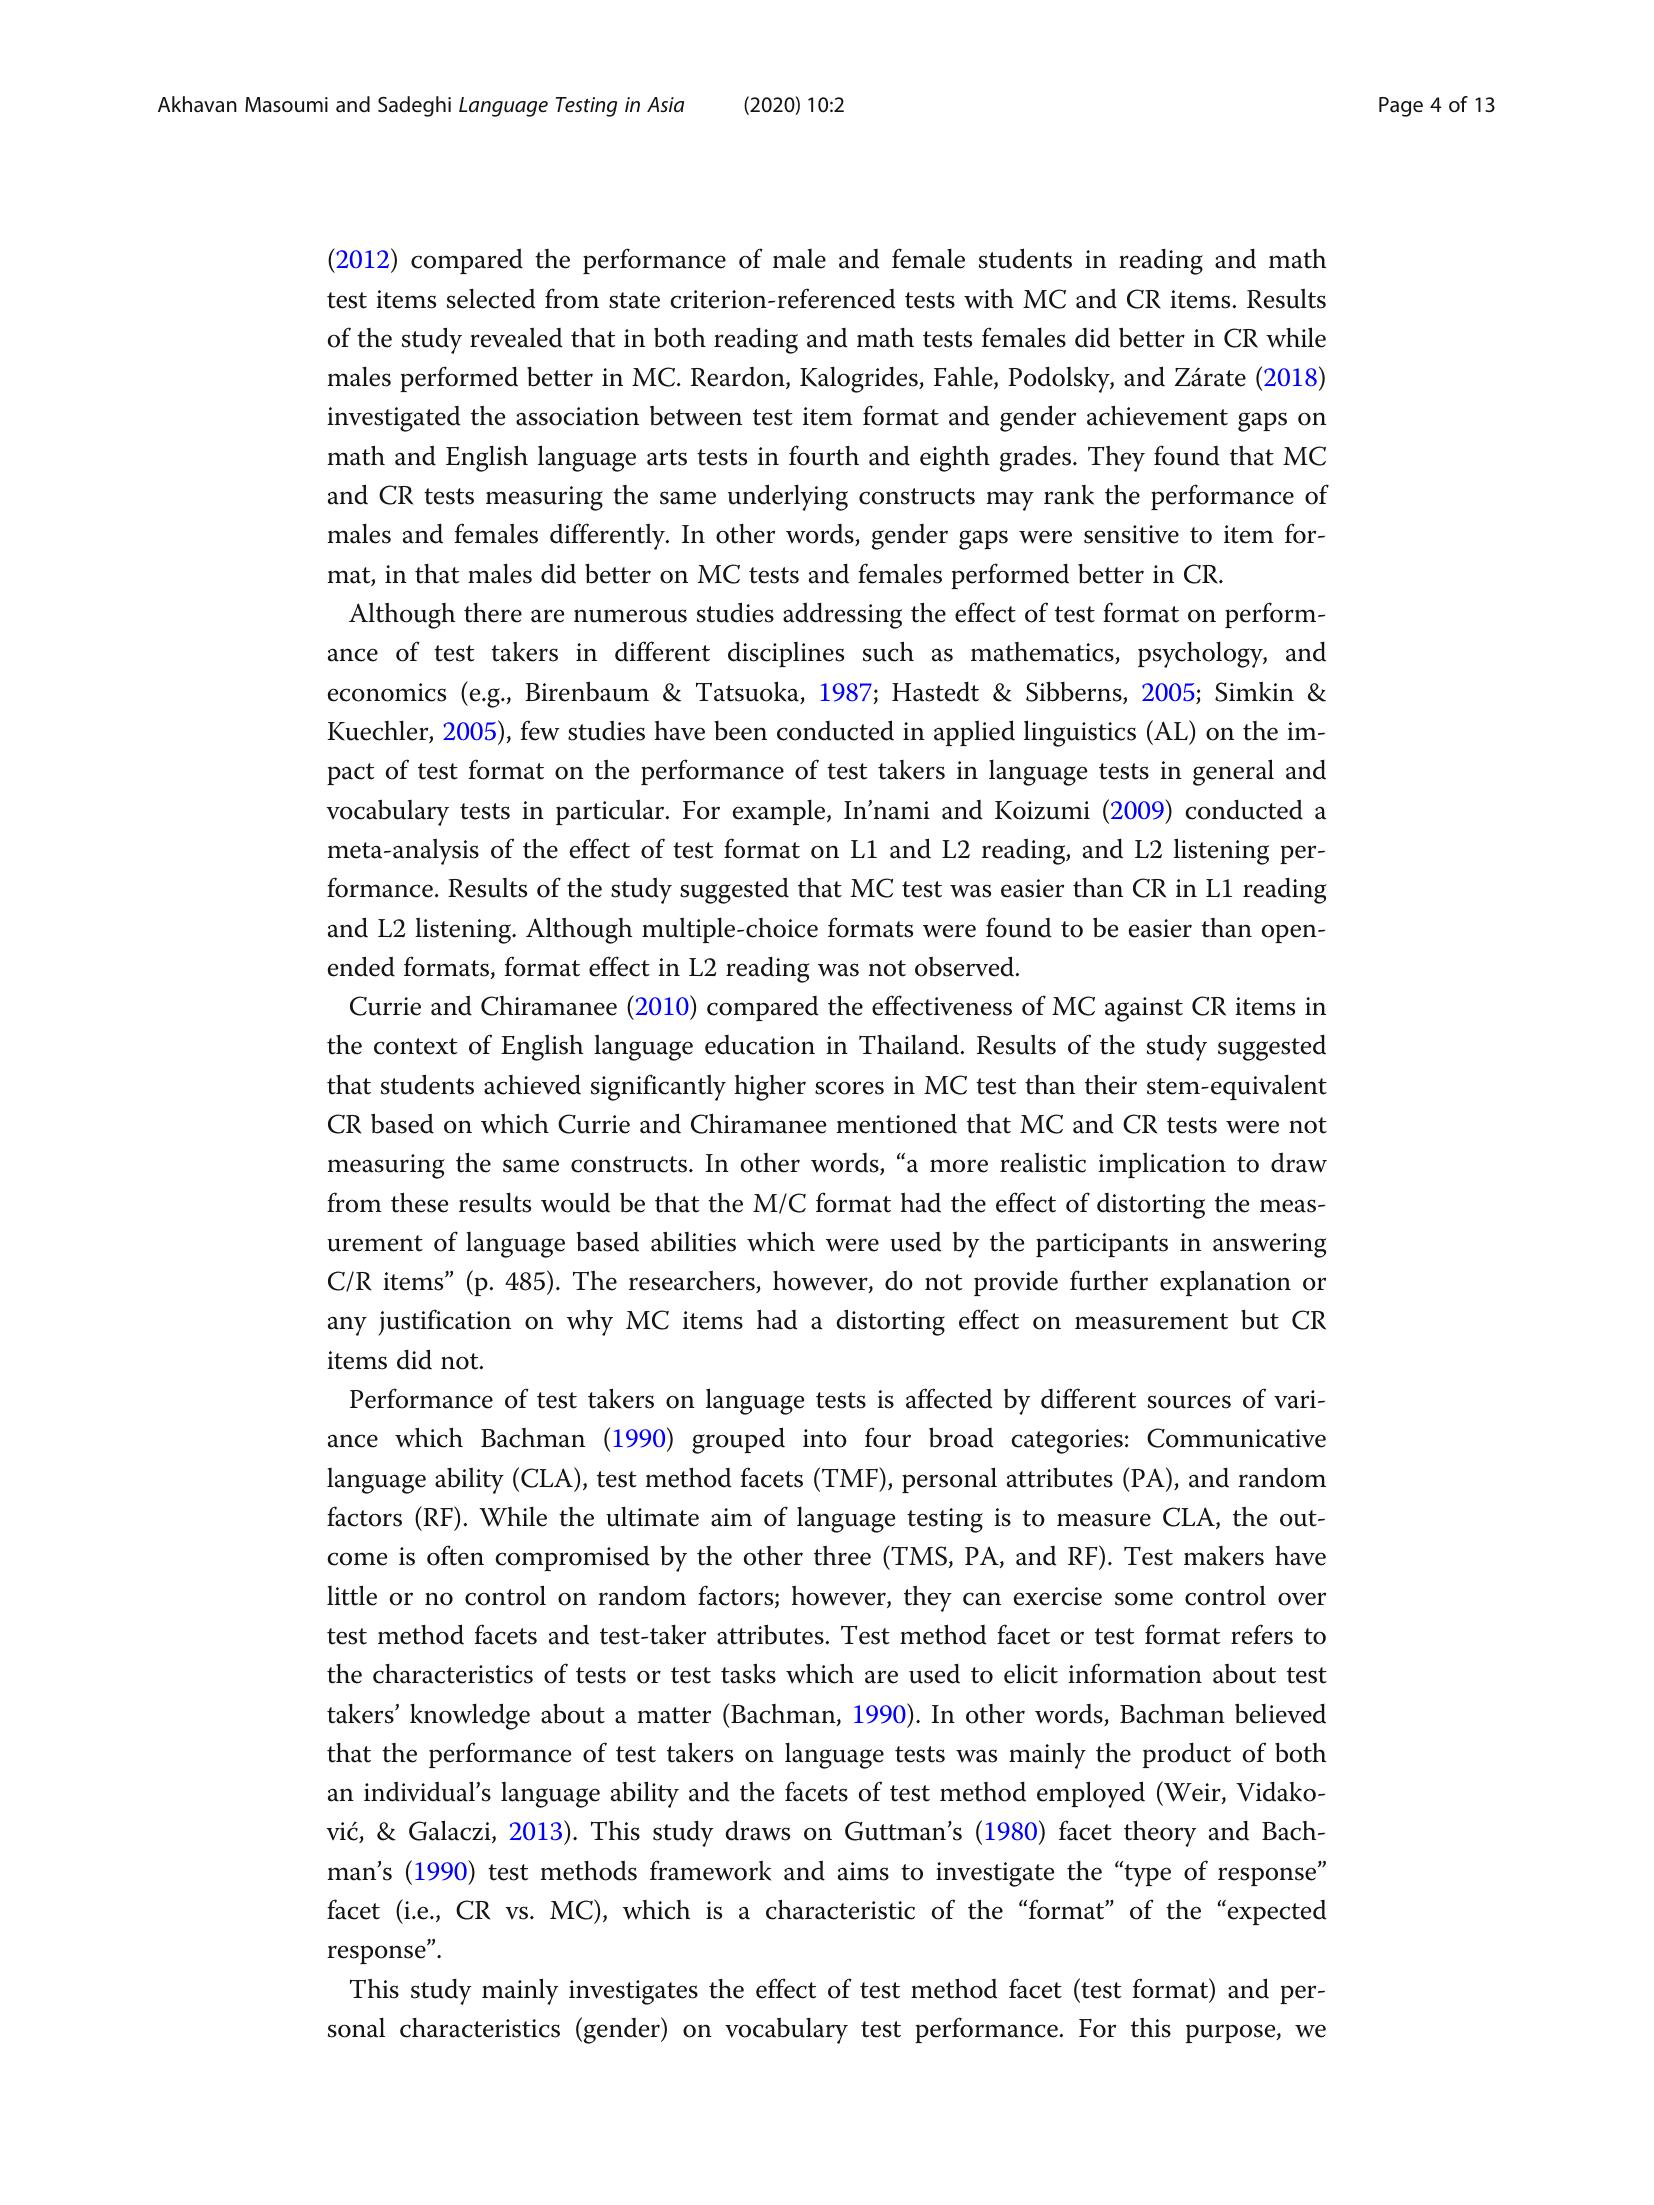 Akhavan Masoumi and Sadeghi Language Testing in Asia (2020) 10:2 Page 4 of 13
(2012) compared the performance of male and female students in reading and math
test items selected from state criterion-referenced tests with MC and CR items. Results
of the study revealed that in both reading and math tests females did better in CR while
males performed better in MC. Reardon, Kalogrides, Fahle, Podolsky, and Zárate (2018)
investigated the association between test item format and gender achievement gaps on
math and English language arts tests in fourth and eighth grades. They found that MC
and CR tests measuring the same underlying constructs may rank the performance of
males and females differently. In other words, gender gaps were sensitive to item for-
mat, in that males did better on MC tests and females performed better in CR.
Although there are numerous studies addressing the effect of test format on perform-
ance of test takers in different disciplines such as mathematics, psychology, and
economics (e.g., Birenbaum & Tatsuoka, 1987; Hastedt & Sibberns, 2005; Simkin &
Kuechler, 2005), few studies have been conducted in applied linguistics (AL) on the im-
pact of test format on the performance of test takers in language tests in general and
vocabulary tests in particular. For example, In’nami and Koizumi (2009) conducted a
meta-analysis of the effect of test format on L1 and L2 reading, and L2 listening per-
formance. Results of the study suggested that MC test was easier than CR in L1 reading
and L2 listening. Although multiple-choice formats were found to be easier than open-
ended formats, format effect in L2 reading was not observed.
Currie and Chiramanee (2010) compared the effectiveness of MC against CR items in
the context of English language education in Thailand. Results of the study suggested
that students achieved significantly higher scores in MC test than their stem-equivalent
CR based on which Currie and Chiramanee mentioned that MC and CR tests were not
measuring the same constructs. In other words, “a more realistic implication to draw
from these results would be that the M/C format had the effect of distorting the meas-
urement of language based abilities which were used by the participants in answering
C/R items” (p. 485). The researchers, however, do not provide further explanation or
any justification on why MC items had a distorting effect on measurement but CR
items did not.
Performance of test takers on language tests is affected by different sources of vari-
ance which Bachman (1990) grouped into four broad categories: Communicative
language ability (CLA), test method facets (TMF), personal attributes (PA), and random
factors (RF). While the ultimate aim of language testing is to measure CLA, the out-
come is often compromised by the other three (TMS, PA, and RF). Test makers have
little or no control on random factors; however, they can exercise some control over
test method facets and test-taker attributes. Test method facet or test format refers to
the characteristics of tests or test tasks which are used to elicit information about test
takers’ knowledge about a matter (Bachman, 1990). In other words, Bachman believed
that the performance of test takers on language tests was mainly the product of both
an individual’s language ability and the facets of test method employed (Weir, Vidako-
vić, & Galaczi, 2013). This study draws on Guttman’s (1980) facet theory and Bach-
man’s (1990) test methods framework and aims to investigate the “type of response”
facet (i.e., CR vs. MC), which is a characteristic of the “format” of the “expected
response”.
This study mainly investigates the effect of test method facet (test format) and per-
sonal characteristics (gender) on vocabulary test performance. For this purpose, we